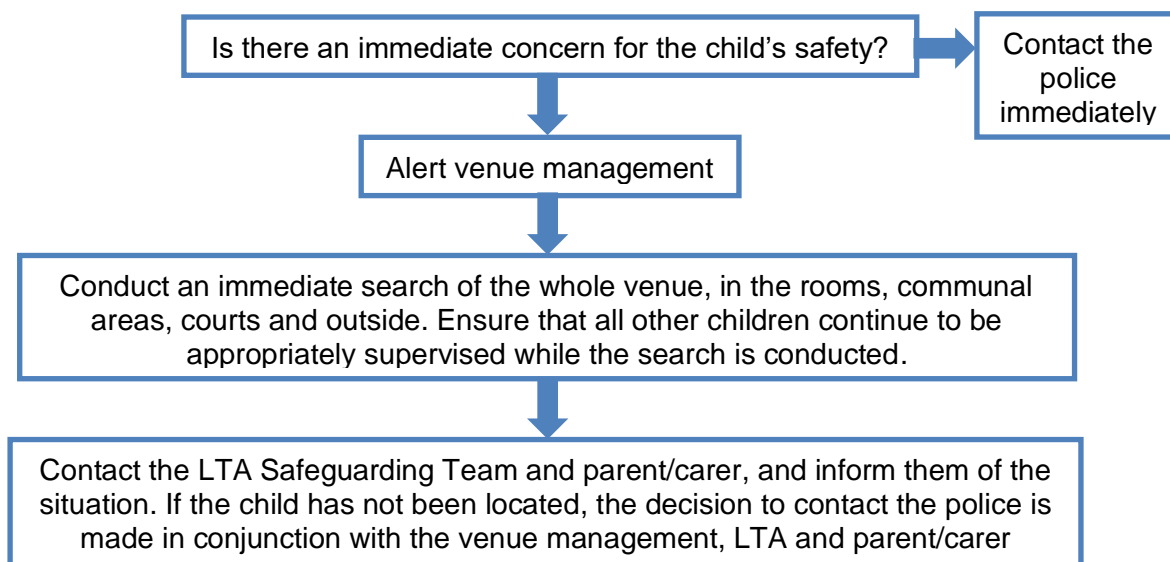 Is there an immediate concern for the child’s safety?
Contact the
police
immediately
Alert venue management
Conduct an immediate search of the whole venue, in the rooms, communal
areas, courts and outside. Ensure that all other children continue to be
appropriately supervised while the search is conducted.
Contact the LTA Safeguarding Team and parent/carer, and inform them of the
situation. If the child has not been located, the decision to contact the police is
made in conjunction with the venue management, LTA and parent/carer